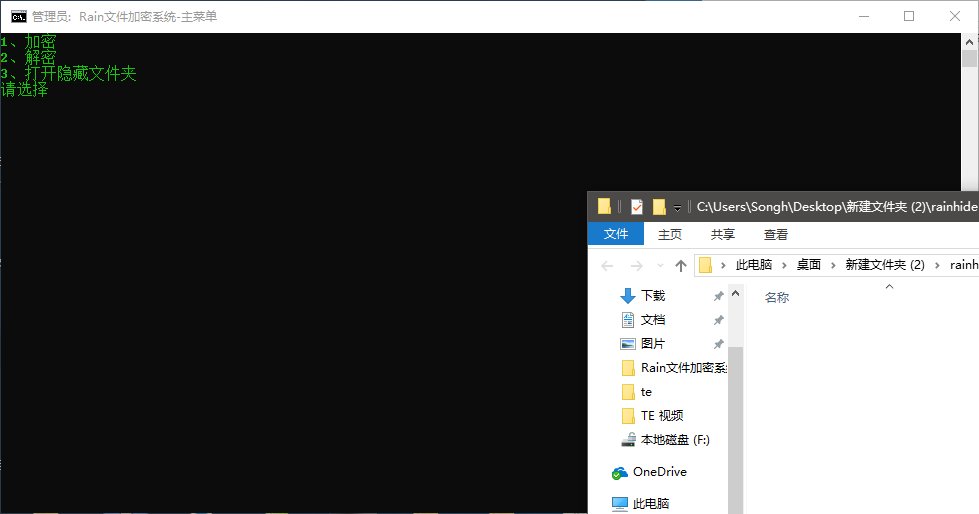 管理员: Rain文件加密系统-主菜单
1、加密
2、解密
3、打开隐藏文件夹
请选择
C:\Users\Songh\Desktop\新建文件夹 (2)\rainhide
文件 主页 共享 查看
此电脑 桌面 新建文件夹 (2) rainh
下载
名称
文档
图片
Rain文件加密系
te
TE 视频
本地磁盘 (F:)
OneDrive
此电脑